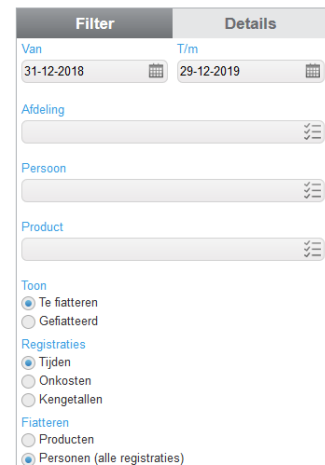 Filter Details
Van T/m
31-12-2018 29-12-2019
Afdeling
Persoon
Product
Toon
Te fiatteren
Gefiatteerd
Registraties
Tijden
Onkosten
Kengetallen
Fiatteren
Producten
Personen (alle registraties)